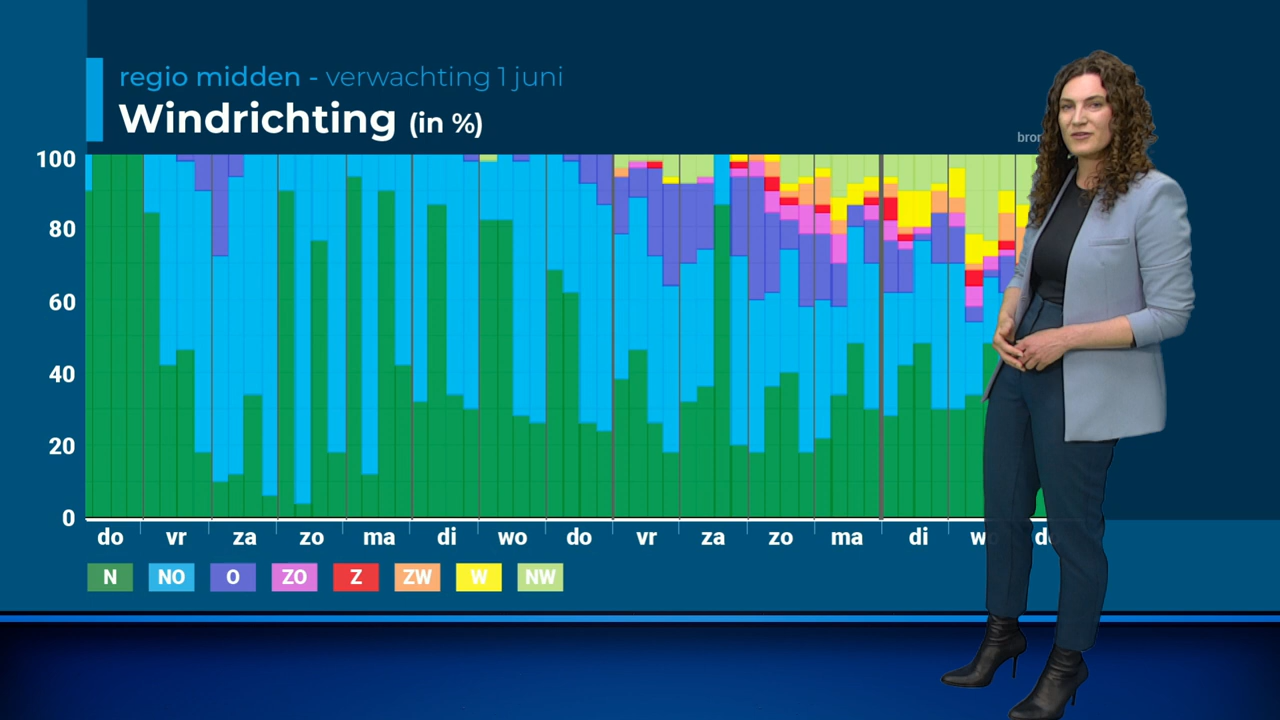 regio midden - verwachting 1 juni
Windrichting (in %)
100
80
60
40
20
0
do vr za zo ma di wo do vr za zo ma di
N NO O ZO Z ZW W NW